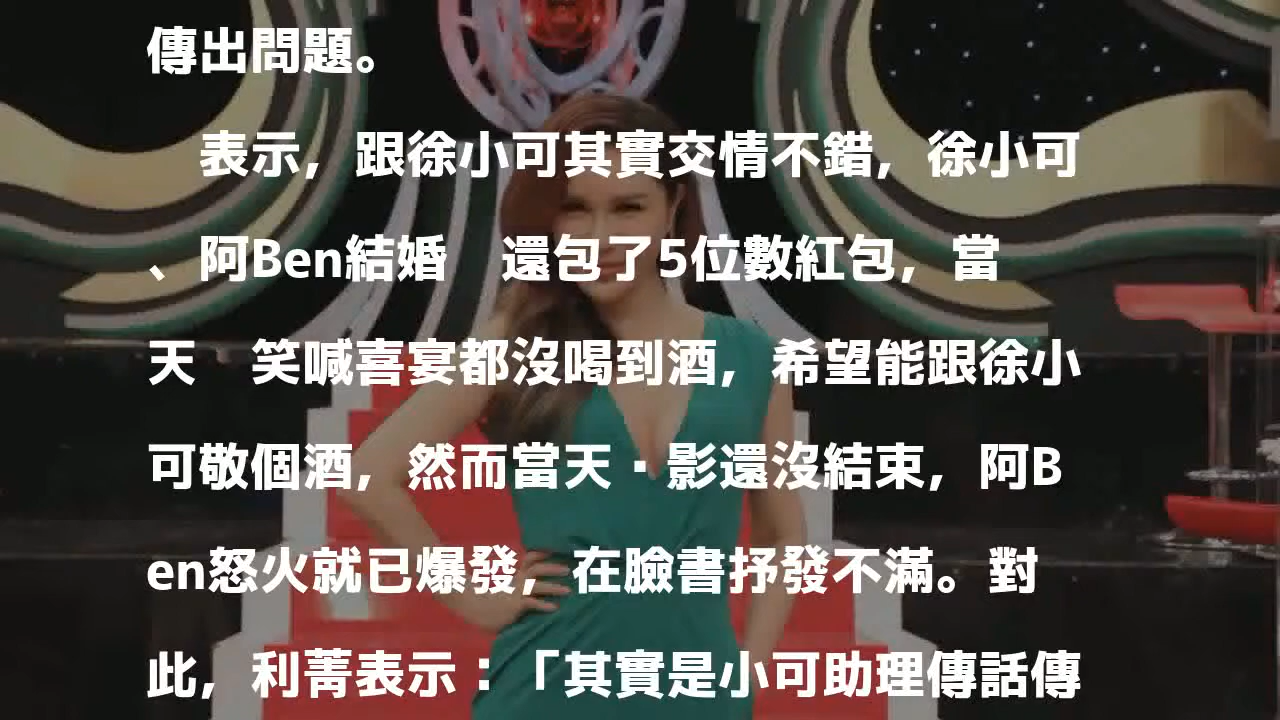 傳出問題。
表示，跟徐小可其實交情不錯，徐小可
、阿Ben結婚　還包了5位數紅包，當
天　笑喊喜宴都沒喝到酒，希望能跟徐小
可敬個酒，然而當天·影還沒結束，阿B
en怒火就已爆發，在臉書抒發不滿。對
此，利菁表示：「其實是小可助理傳話傳